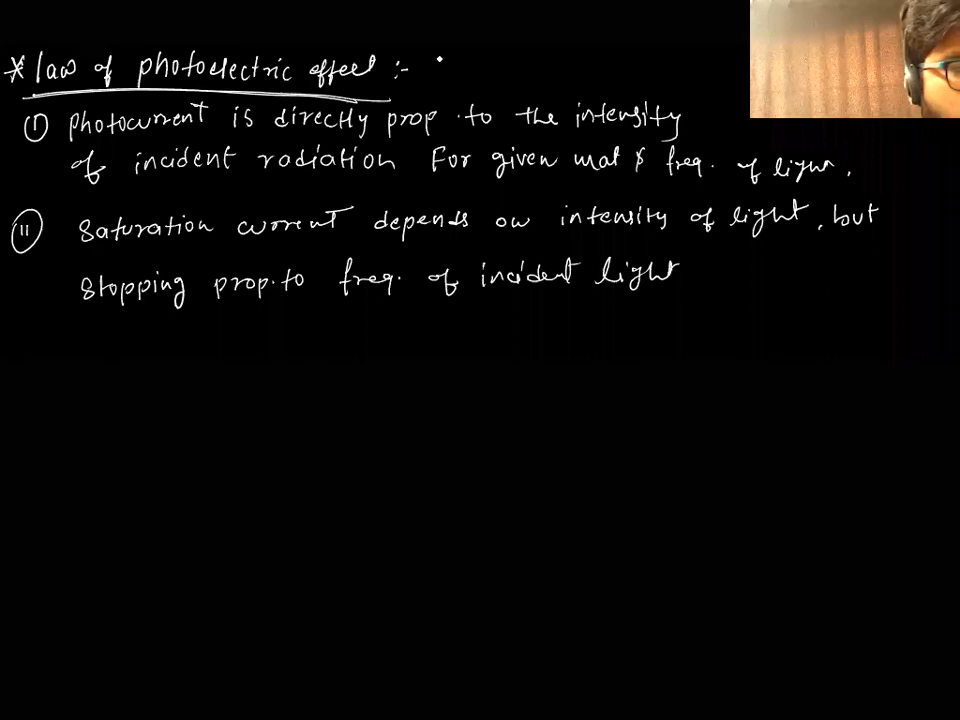 * law of photoelectric effect :-
(I) photocurrent is directly prop. to the intensity
of incident radiation For given mat & freq. of light.
(II) Saturation current depends on intensity of light, but
stopping prop. to freq. of incident light